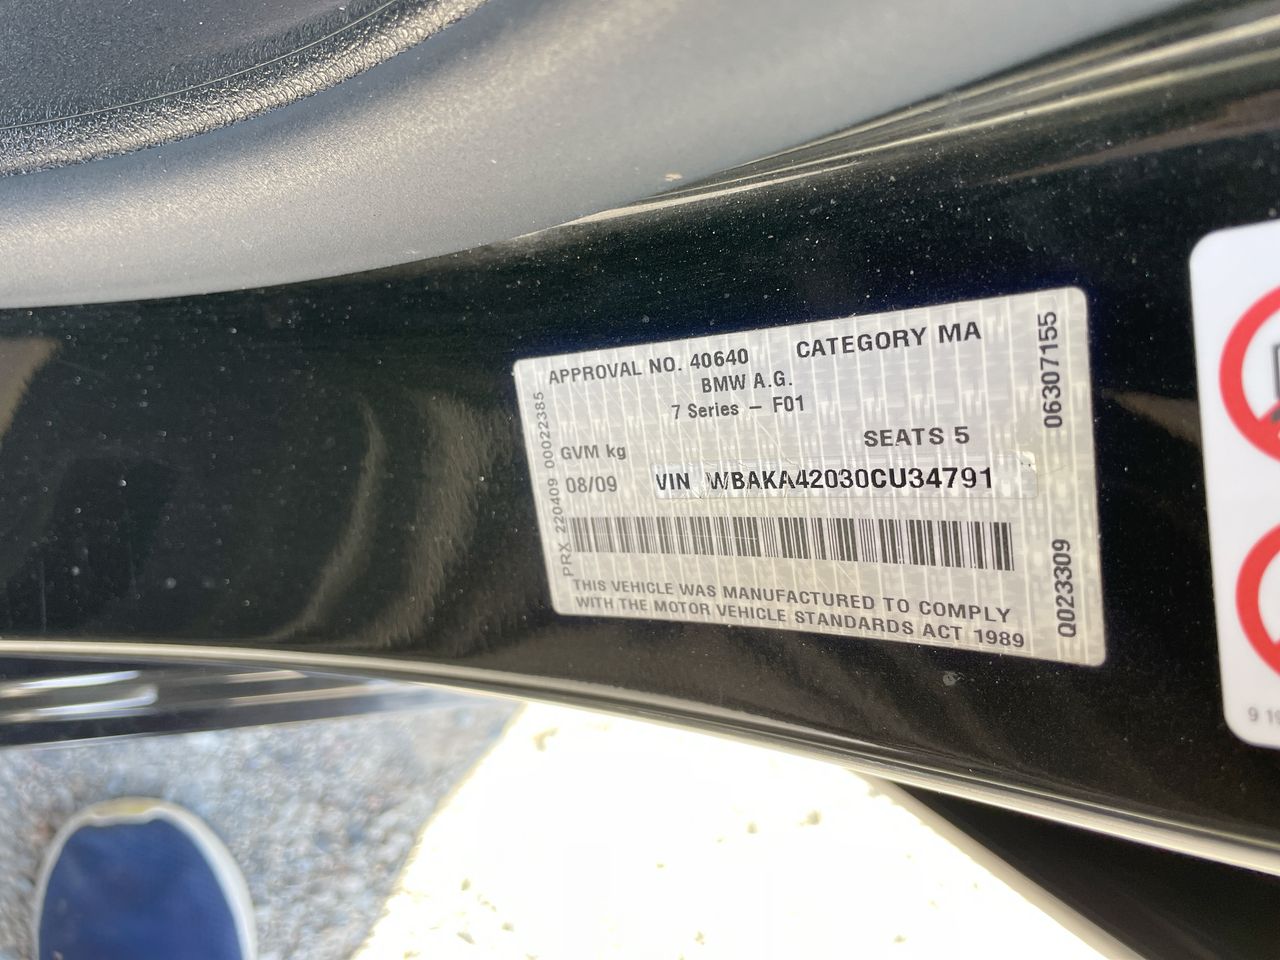 APPROVAL NO. 40640 CATEGORY MA
BMW A.G.
7 Series – F01
SEATS 5
GVM kg
08/09 VIN WBAKA42030CU34791
THIS VEHICLE WAS MANUFACTURED TO COMPLY
WITH THE MOTOR VEHICLE STANDARDS ACT 1989
PRX 220409 00022385
06307155
Q023309